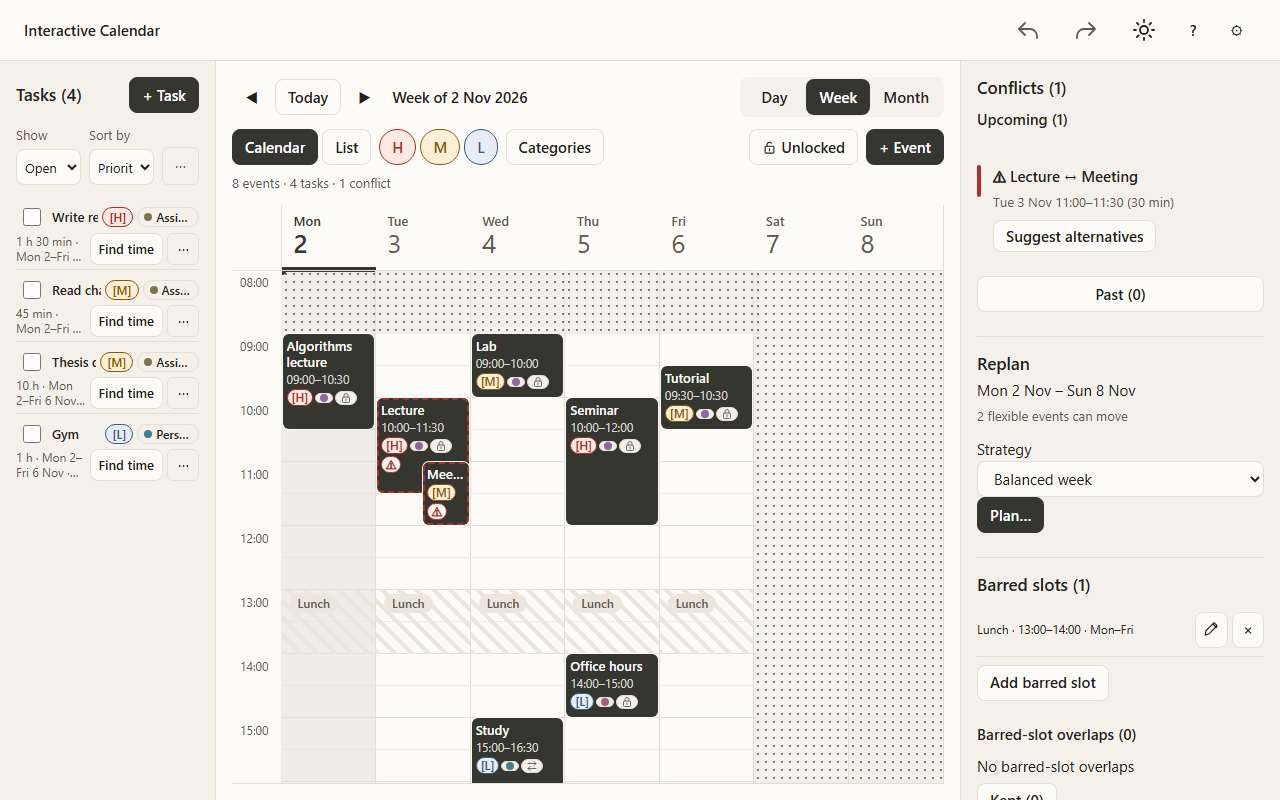 Interactive Calendar
?
Tasks (4)
+ Task
Show
Sort by
Open
Priorit
...
Write re [H] Assi...
1 h 30 min ·
Mon 2–Fri ...
Find time
...
Read cha [M] Ass...
45 min ·
Mon 2–Fri ...
Find time
...
Thesis c [M] Assi...
10 h · Mon
2–Fri 6 Nov...
Find time
...
Gym [L] Pers...
1 h · Mon 2–
Fri 6 Nov ·...
Find time
...
◀ Today ▶ Week of 2 Nov 2026
Day Week Month
Calendar List H M L Categories
Unlocked
+ Event
8 events · 4 tasks · 1 conflict
Mon
2
Tue
3
Wed
4
Thu
5
Fri
6
Sat
7
Sun
8
08:00
09:00
10:00
11:00
12:00
13:00
14:00
15:00
Algorithms
lecture
09:00–10:30
[H]
Lecture
10:00–11:30
[H]
Mee...
[M]
Lab
09:00–10:00
[M]
Seminar
10:00–12:00
[H]
Tutorial
09:30–10:30
[M]
Lunch
Lunch
Lunch
Lunch
Lunch
Office hours
14:00–15:00
[L]
Study
15:00–16:30
[L]
Conflicts (1)
Upcoming (1)
⚠ Lecture ↔ Meeting
Tue 3 Nov 11:00–11:30 (30 min)
Suggest alternatives
Past (0)
Replan
Mon 2 Nov – Sun 8 Nov
2 flexible events can move
Strategy
Balanced week
Plan...
Barred slots (1)
Lunch · 13:00–14:00 · Mon–Fri
×
Add barred slot
Barred-slot overlaps (0)
No barred-slot overlaps
Kept (0)